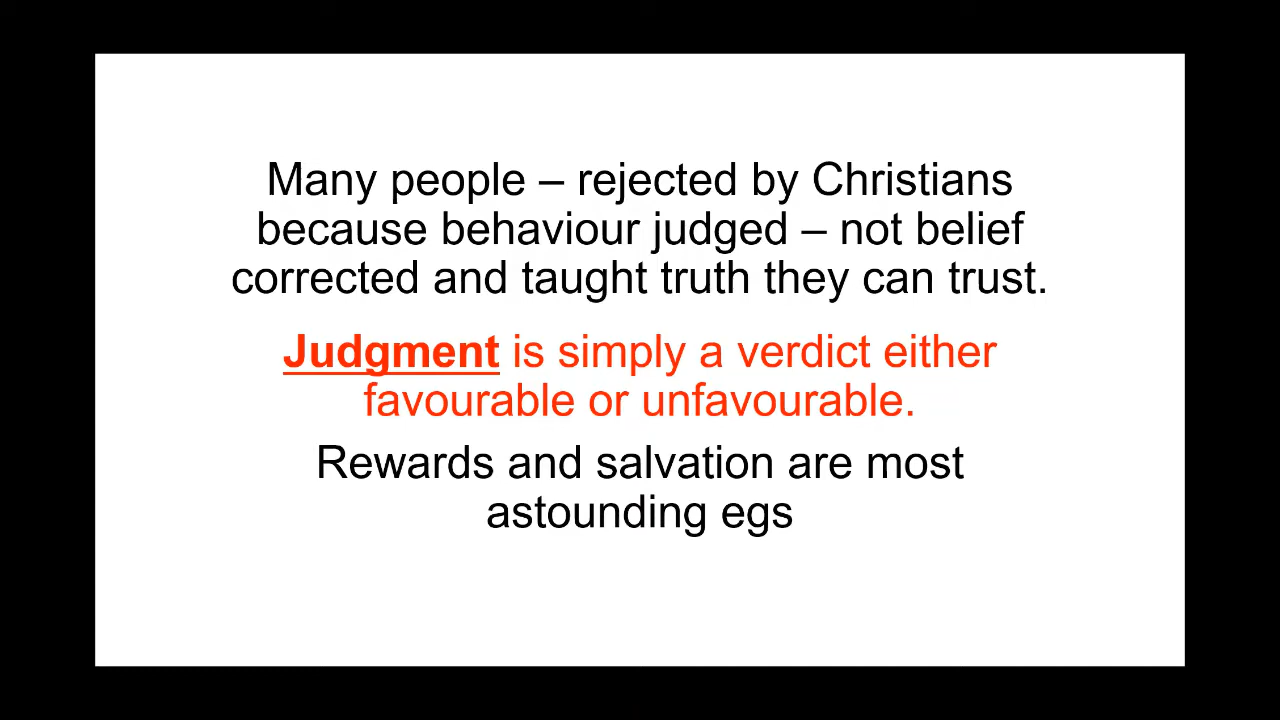 Many people – rejected by Christians
because behaviour judged – not belief
corrected and taught truth they can trust.
Judgment is simply a verdict either
favourable or unfavourable.
Rewards and salvation are most
astounding egs